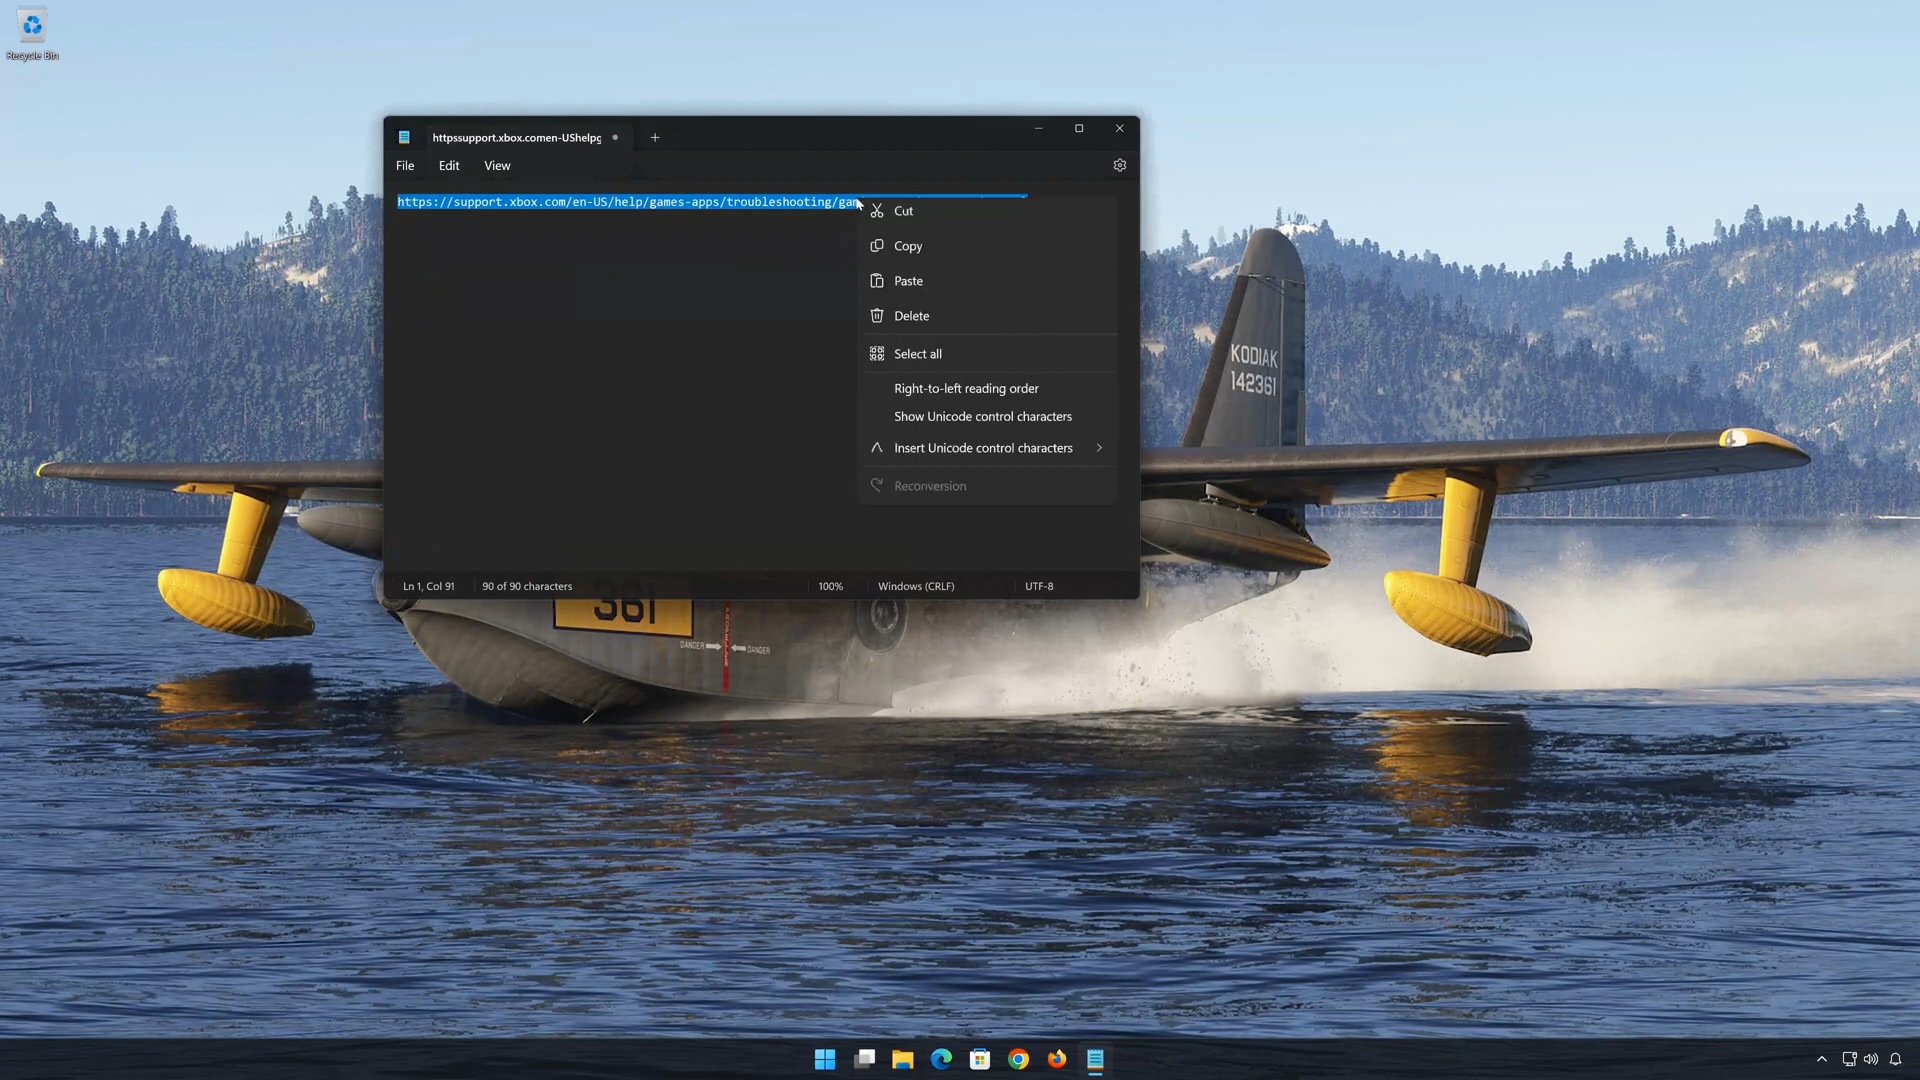 Recycle Bin
httpssupport.xbox.comen-UShelpg
File Edit View
https://support.xbox.com/en-US/help/games-apps/troubleshooting/gam
Cut
Copy
Paste
Delete
Select all
Right-to-left reading order
Show Unicode control characters
Insert Unicode control characters
Reconversion
KODIAK
142361
Ln 1, Col 91 90 of 90 characters 100% Windows (CRLF) UTF-8
361
DANGER DANGER